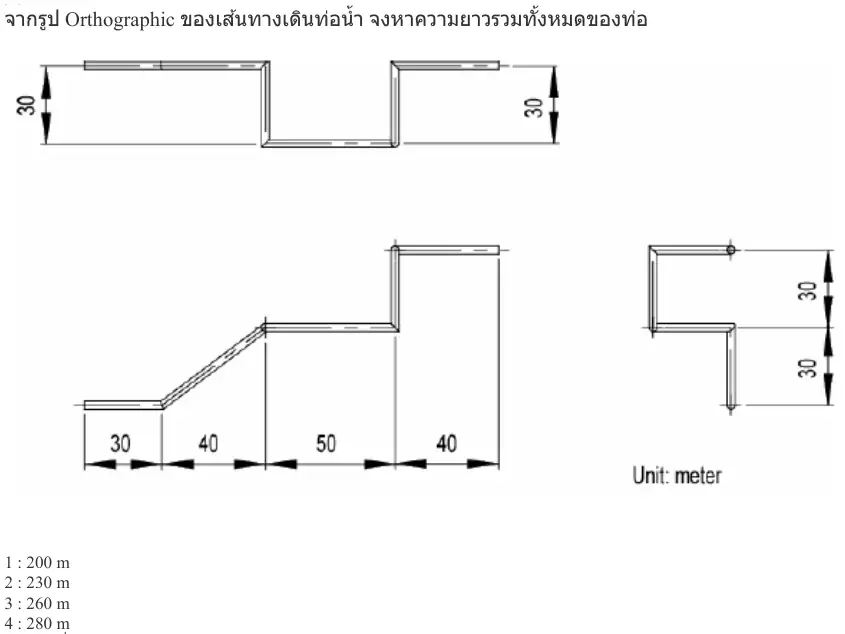 จากรูป Orthographic ของเส้นทางเดินท่อน้ำ จงหาความยาวรวมทั้งหมดของท่อ
30
30
30
30
30
40
50
40
Unit: meter
1 : 200 m
2 : 230 m
3 : 260 m
4 : 280 m